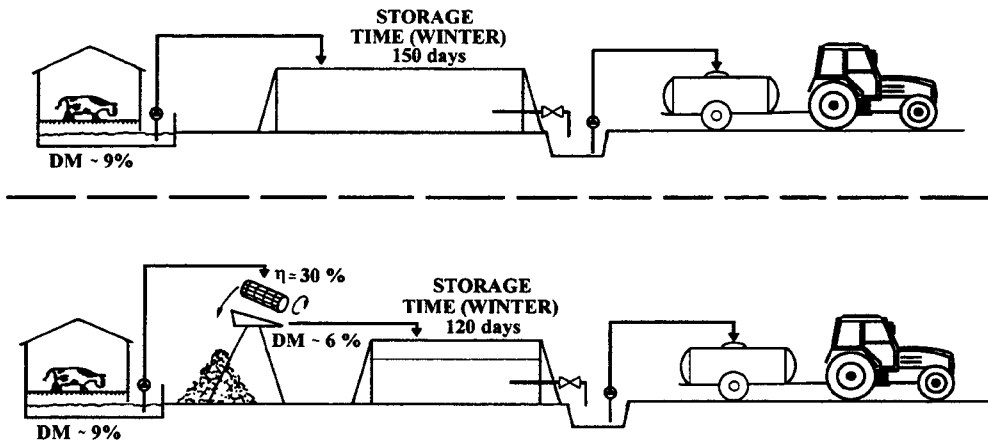 STORAGE
TIME (WINTER)
150 days
DM ~ 9%
η = 30 %
STORAGE
TIME (WINTER)
120 days
DM ~ 6 %
DM ~ 9%